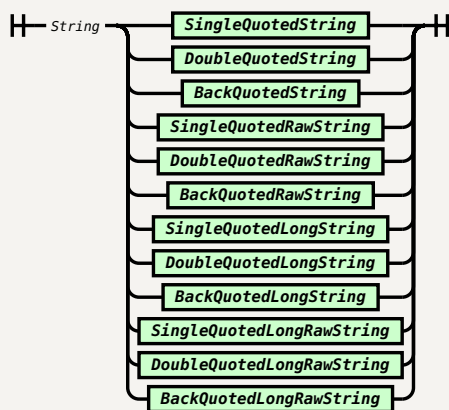 String
SingleQuotedString
DoubleQuotedString
BackQuotedString
SingleQuotedRawString
DoubleQuotedRawString
BackQuotedRawString
SingleQuotedLongString
DoubleQuotedLongString
BackQuotedLongString
SingleQuotedLongRawString
DoubleQuotedLongRawString
BackQuotedLongRawString